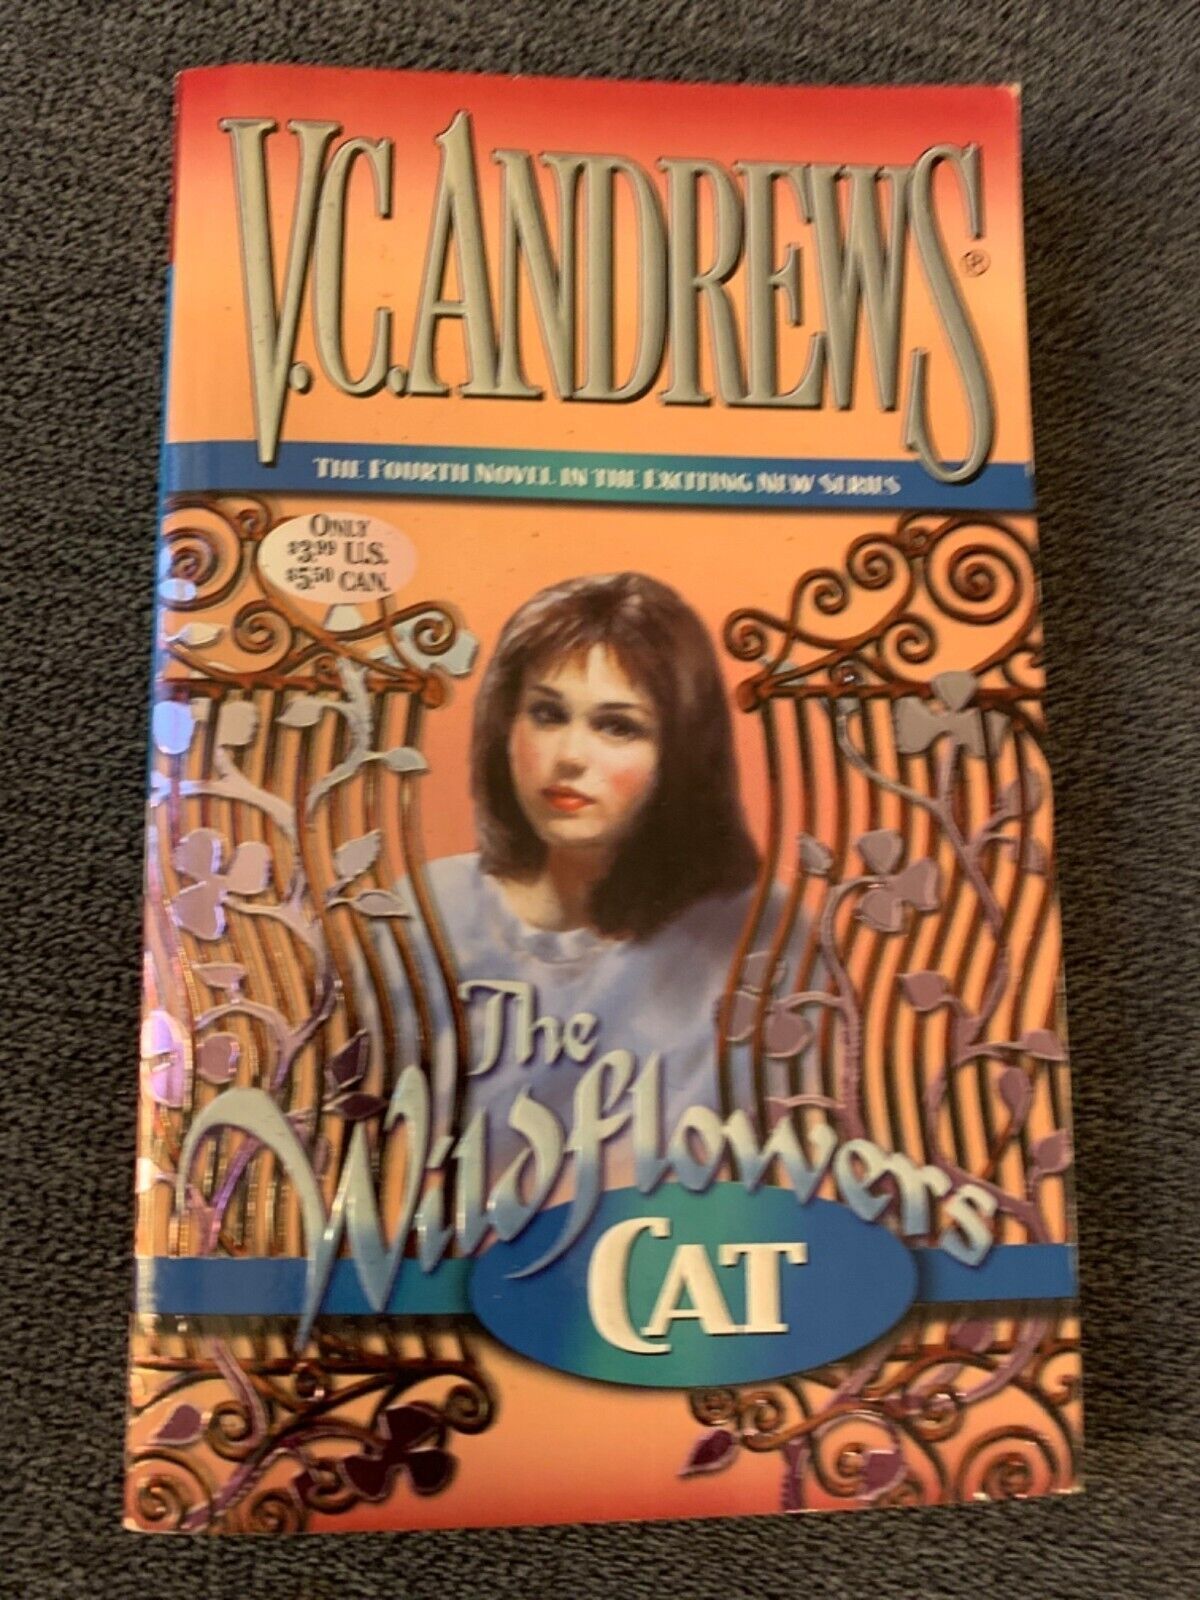 V.C. ANDREWS®
THE FOURTH NOVEL IN THE EXCITING NEW SERIES
ONLY
$3.99 U.S.
$5.50 CAN.
The
Wildflowers
CAT